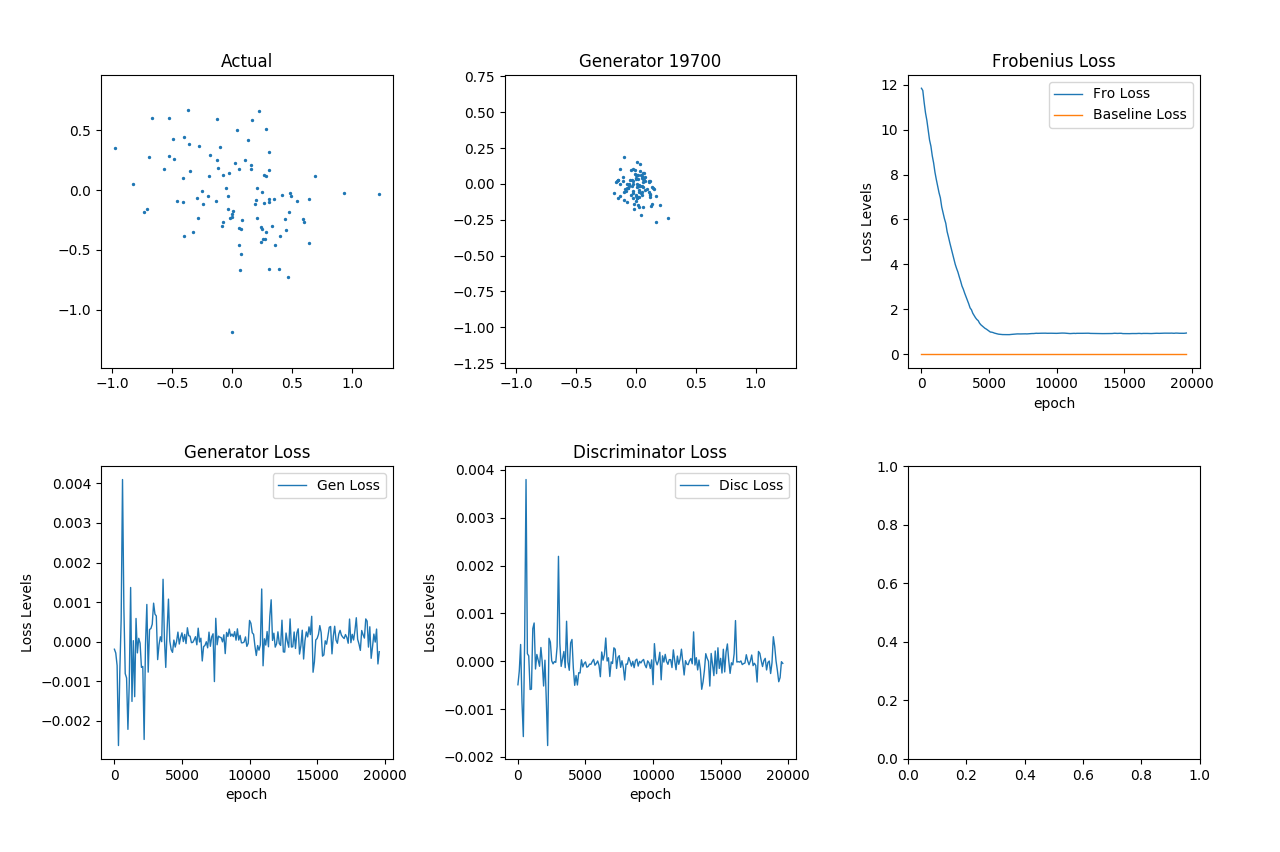 Actual
0.5
0.0
−0.5
−1.0
−1.0 −0.5 0.0 0.5 1.0
Generator 19700
0.75
0.50
0.25
0.00
−0.25
−0.50
−0.75
−1.00
−1.25
−1.0 −0.5 0.0 0.5 1.0
Frobenius Loss
Fro Loss
Baseline Loss
Loss Levels
12
10
8
6
4
2
0
0 5000 10000 15000 20000
epoch
Generator Loss
Gen Loss
Loss Levels
0.004
0.003
0.002
0.001
0.000
−0.001
−0.002
0 5000 10000 15000 20000
epoch
Discriminator Loss
Disc Loss
Loss Levels
0.004
0.003
0.002
0.001
0.000
−0.001
−0.002
0 5000 10000 15000 20000
epoch
1.0
0.8
0.6
0.4
0.2
0.0
0.0 0.2 0.4 0.6 0.8 1.0